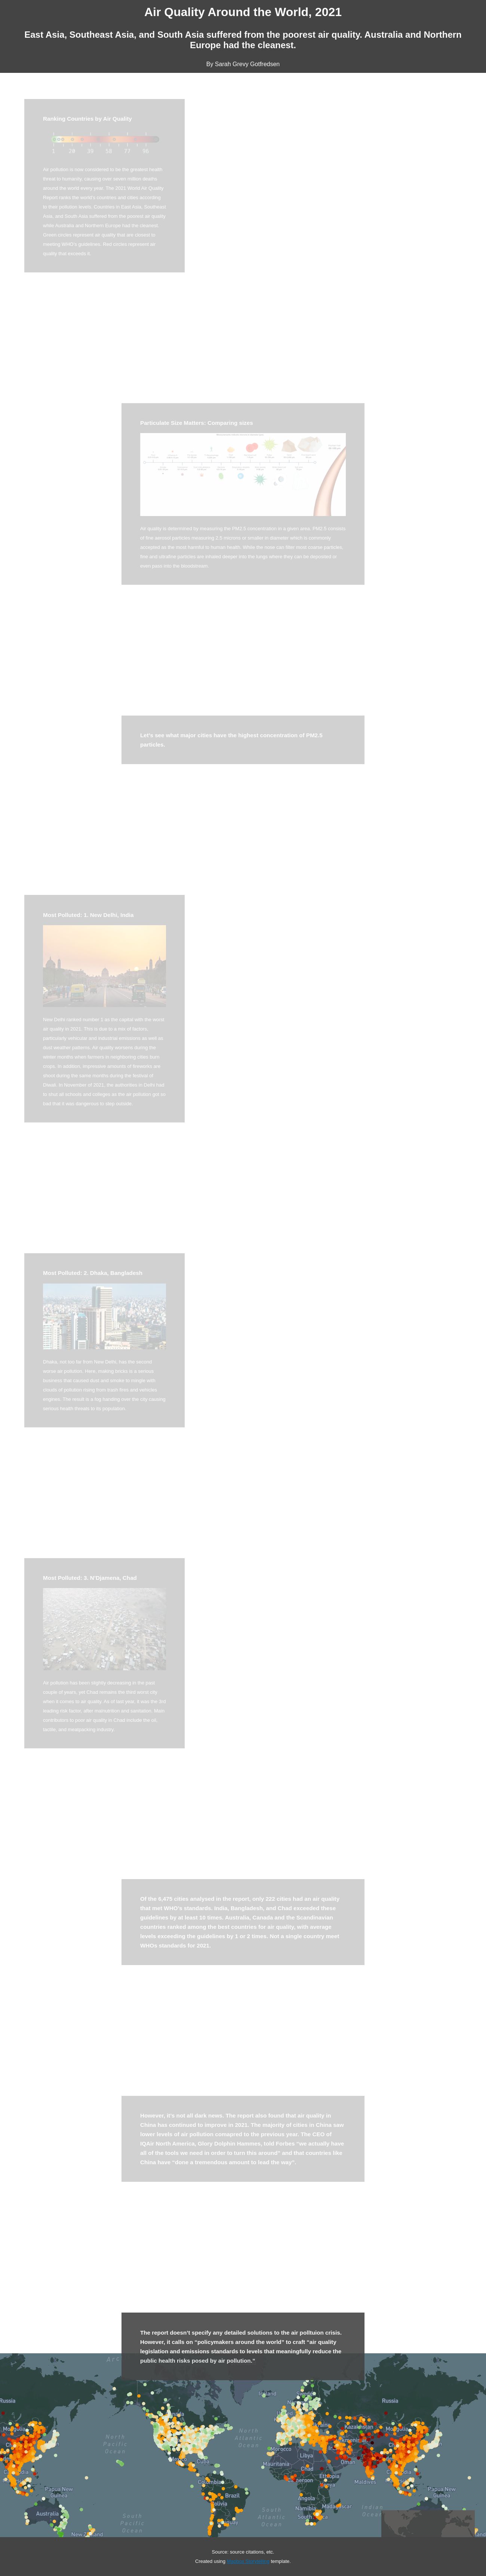 Air Quality Around the World, 2021
East Asia, Southeast Asia, and South Asia suffered from the poorest air quality. Australia and Northern
Europe had the cleanest.
By Sarah Grevy Gotfredsen
Ranking Countries by Air Quality
Air pollution is now considered to be the greatest health
threat to humanity, causing over seven million deaths
around the world every year. The 2021 World Air Quality
Report ranks the world's countries and cities according
to their pollution levels. Countries in East Asia, Southeast
Asia, and South Asia suffered from the poorest air quality
while Australia and Northern Europe had the cleanest.
Green circles represent air quality that are closest to
meeting WHO's guidelines. Red circles represent air
quality that exceeds it.
Particulate Size Matters: Comparing sizes
Air quality is determined by measuring the PM2.5 concentration in a given area. PM2.5 consists
of fine aerosol particles measuring 2.5 microns or smaller in diameter which is commonly
accepted as the most harmful to human health. While the nose can filter most coarse particles,
fine and ultrafine particles are inhaled deeper into the lungs where they can be deposited or
even pass into the bloodstream.
Let's see what major cities have the highest concentration of PM2.5
particles.
Most Polluted: 1. New Delhi, India
New Delhi ranked number 1 as the capital with the worst
air quality in 2021. This is due to a mix of factors,
particularly vehicular and industrial emissions as well as
dust weather patterns. Air quality worsens during the
winter months when farmers in neighboring cities burn
crops. In addition, impressive amounts of fireworks are
shoot during the same months during the festival of
Diwali. In November of 2021, the authorities in Delhi had
to shut all schools and colleges as the air pollution got so
bad that it was dangerous to step outside.
Most Polluted: 2. Dhaka, Bangladesh
Dhaka, not too far from New Delhi, has the second
worse air pollution. Here, making bricks is a serious
business that causes dust and smoke to mingle with
clouds of pollution rising from trash fires and vehicles
engines. The result is a fog looming over the city causing
serious health threats to its population.
Most Polluted: 3. N'Djamena, Chad
Air pollution has been slightly decreasing in the past
couple of years, yet Chad remains the third worst city
when it comes to air quality. As of last year, it was the 3rd
leading risk factor after malnutrition and sanitation. Main
contributors to poor air quality in Chad include the oil,
textile, and meatpacking industry.
Of the 6,475 cities analysed in the report, only 222 cities had an air quality
that met WHO's standards. India, Bangladesh, and Chad exceeded these
guidelines by at least 10 times. Australia, Canada and the Scandinavian
countries ranked among the best countries for air quality, with average
levels exceeding the guidelines by 1 or 2 times. Not a single country meet
WHOs standards for 2021.
However, it's not all dark news. The report also found that air quality in
China has continued to improve in 2021. The majority of cities in China saw
lower levels of air pollution comapred to the previous year. The CEO of
IQAir North America, Glory Dolphin Hammes, told Forbes "we actually have
all of the tools we need in order to turn this around" and that countries like
China have "done a tremendous amount to lead the way".
The report doesn't specify any detailed solutions to the air polltuion crisis.
However, it calls on "policymakers around the world" to craft "air quality
legislation and emissions standards to levels that meaningfully reduce the
public health risks posed by air pollution."
Russia
Russia
North
Pacific
Ocean
North
Atlantic
Ocean
Kazakhstan
Morocco
Libya
Mauritania
Chad
Oman
Ethiopia
Maldives
Papua New
Guinea
Papua New
Guinea
Brazil
Bolivia
Angola
Namibia
Madagascar
Australia
Australia
South
Pacific
Ocean
South
Atlantic
Ocean
Indian
Ocean
Source: source citations, etc.
Created using
template.